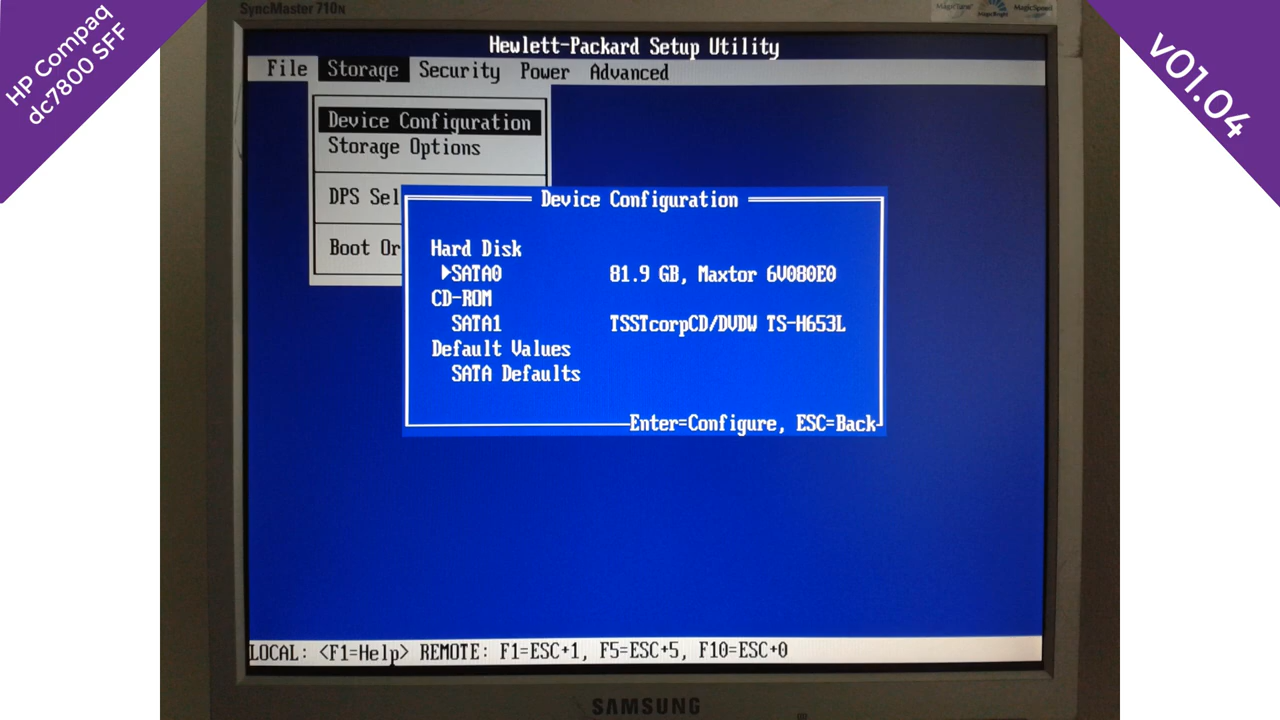 HP Compaq
dc7800 SFF
v01.04
SyncMaster 710N
MagicTune MagicBright MagicSpeed
Hewlett-Packard Setup Utility
File Storage Security Power Advanced
Device Configuration
Storage Options
DPS Sel
Boot Or
Device Configuration
Hard Disk
SATA0 81.9 GB, Maxtor 6V080E0
CD-ROM
SATA1 TSSTcorpCD/DVDW TS-H653L
Default Values
SATA Defaults
Enter=Configure, ESC=Back
LOCAL: <F1=Help> REMOTE: F1=ESC+1, F5=ESC+5, F10=ESC+0
SAMSUNG